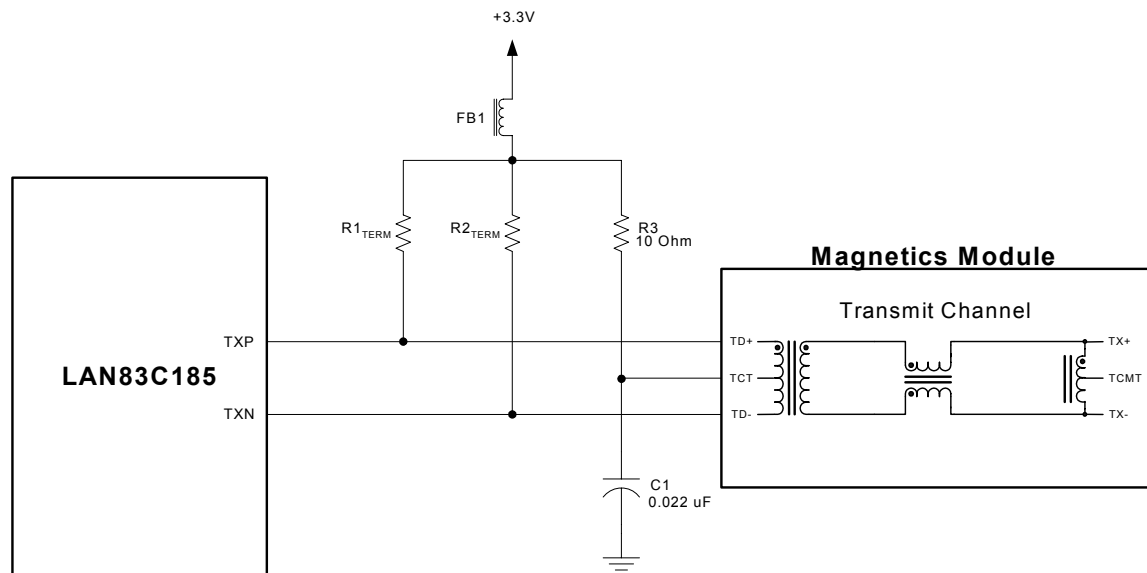 +3.3V
FB1
R1TERM
R2TERM
R3
10 Ohm
Magnetics Module
Transmit Channel
TXP
TD+
TX+
LAN83C185
TCT
TCMT
TXN
TD-
TX-
C1
0.022 uF